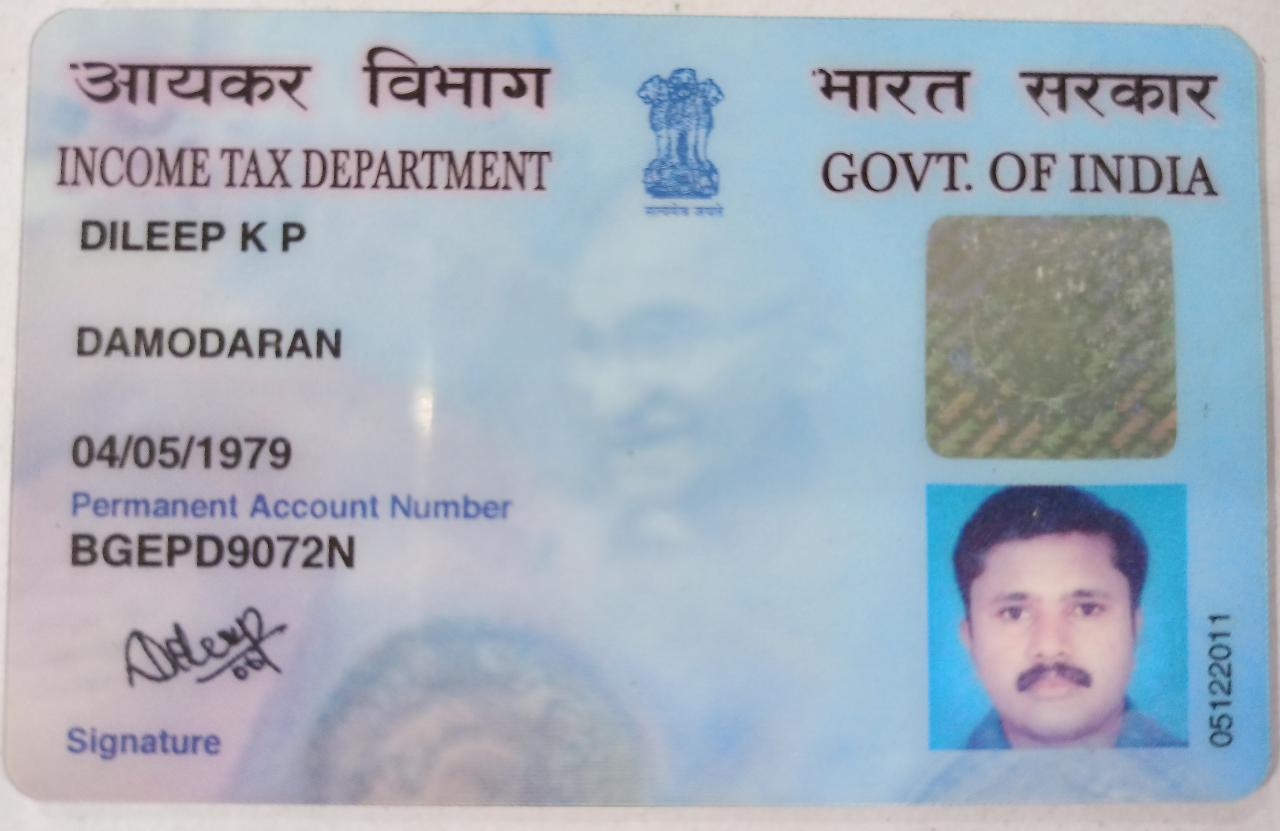 आयकर विभाग
INCOME TAX DEPARTMENT
सत्यमेव जयते
भारत सरकार
GOVT. OF INDIA
DILEEP K P
DAMODARAN
04/05/1979
Permanent Account Number
BGEPD9072N
Dileep
Signature
05122011